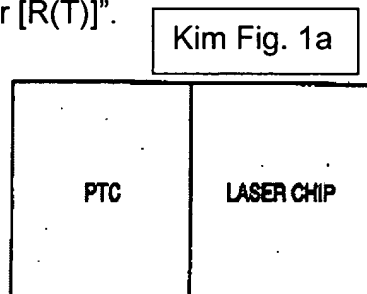 r [R(T)]”.
Kim Fig. 1a
PTC
LASER CHIP